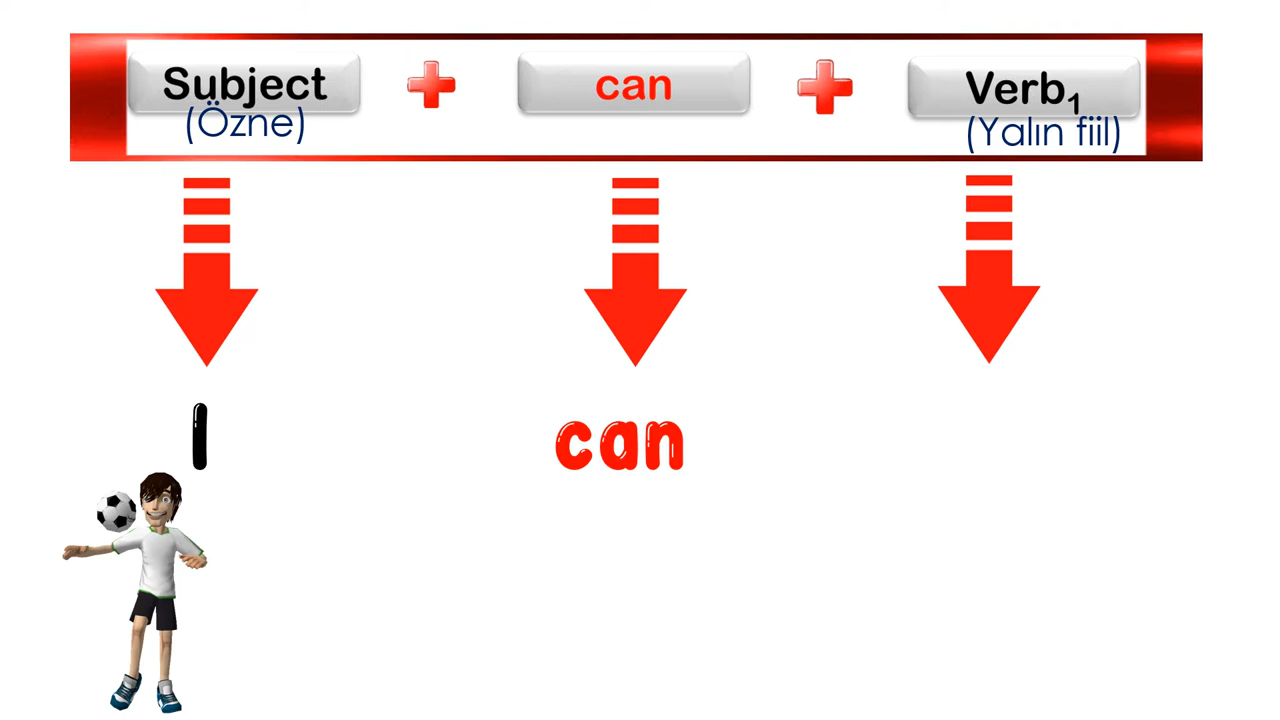 Subject + can + Verb₁
(Özne) (Yalın fiil)
I can